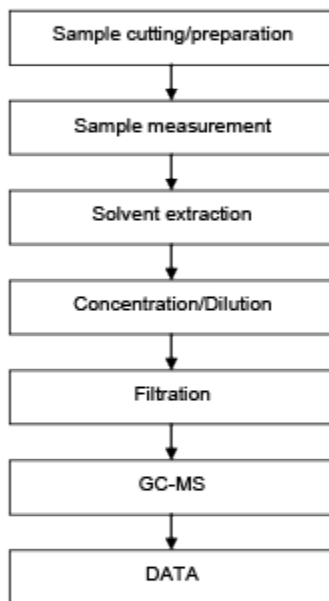 Sample cutting/preparation
Sample measurement
Solvent extraction
Concentration/Dilution
Filtration
GC-MS
DATA